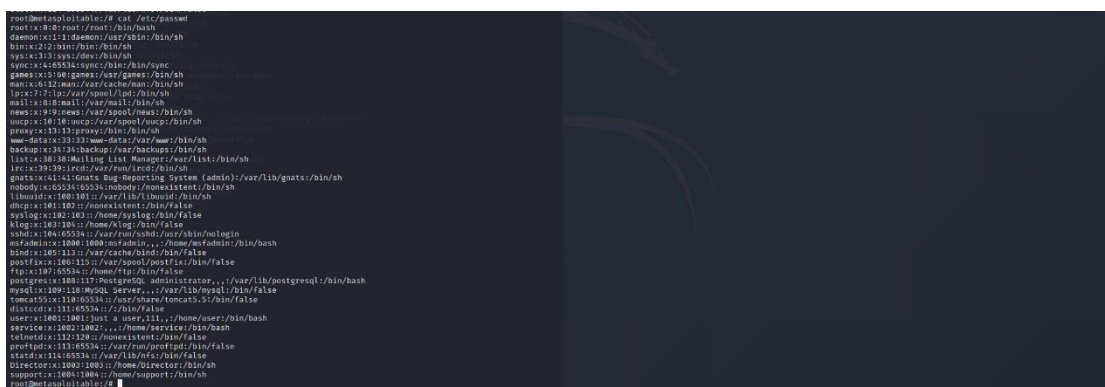 root@metasploitable:/# cat /etc/passwd
root:x:0:0:root:/root:/bin/bash
daemon:x:1:1:daemon:/usr/sbin:/bin/sh
bin:x:2:2:bin:/bin:/bin/sh
sys:x:3:3:sys:/dev:/bin/sh
sync:x:4:65534:sync:/bin:/bin/sync
games:x:5:60:games:/usr/games:/bin/sh
man:x:6:12:man:/var/cache/man:/bin/sh
lp:x:7:7:lp:/var/spool/lpd:/bin/sh
mail:x:8:8:mail:/var/mail:/bin/sh
news:x:9:9:news:/var/spool/news:/bin/sh
uucp:x:10:10:uucp:/var/spool/uucp:/bin/sh
proxy:x:13:13:proxy:/bin:/bin/sh
www-data:x:33:33:www-data:/var/www:/bin/sh
backup:x:34:34:backup:/var/backups:/bin/sh
list:x:38:38:Mailing List Manager:/var/list:/bin/sh
irc:x:39:39:ircd:/var/run/ircd:/bin/sh
gnats:x:41:41:Gnats Bug-Reporting System (admin):/var/lib/gnats:/bin/sh
nobody:x:65534:65534:nobody:/nonexistent:/bin/sh
libuuid:x:100:101::/var/lib/libuuid:/bin/sh
dhcp:x:101:102::/nonexistent:/bin/false
syslog:x:102:103::/home/syslog:/bin/false
klog:x:103:104::/home/klog:/bin/false
sshd:x:104:65534::/var/run/sshd:/usr/sbin/nologin
msfadmin:x:1000:1000:msfadmin,,,:/home/msfadmin:/bin/bash
bind:x:105:113::/var/cache/bind:/bin/false
postfix:x:106:115::/var/spool/postfix:/bin/false
ftp:x:107:65534::/home/ftp:/bin/false
postgres:x:108:117:PostgreSQL administrator,,,:/var/lib/postgresql:/bin/bash
mysql:x:109:118:MySQL Server,,,:/var/lib/mysql:/bin/false
tomcat55:x:110:65534::/usr/share/tomcat5.5:/bin/false
distccd:x:111:65534::/:/bin/false
user:x:1001:1001:just a user,111,,:/home/user:/bin/bash
service:x:1002:1002:,,,:/home/service:/bin/bash
telnetd:x:112:120::/nonexistent:/bin/false
proftpd:x:113:65534::/var/run/proftpd:/bin/false
statd:x:114:65534::/var/lib/nfs:/bin/false
Director:x:1003:1003::/home/Director:/bin/sh
support:x:1004:1004::/home/support:/bin/sh
root@metasploitable:/#